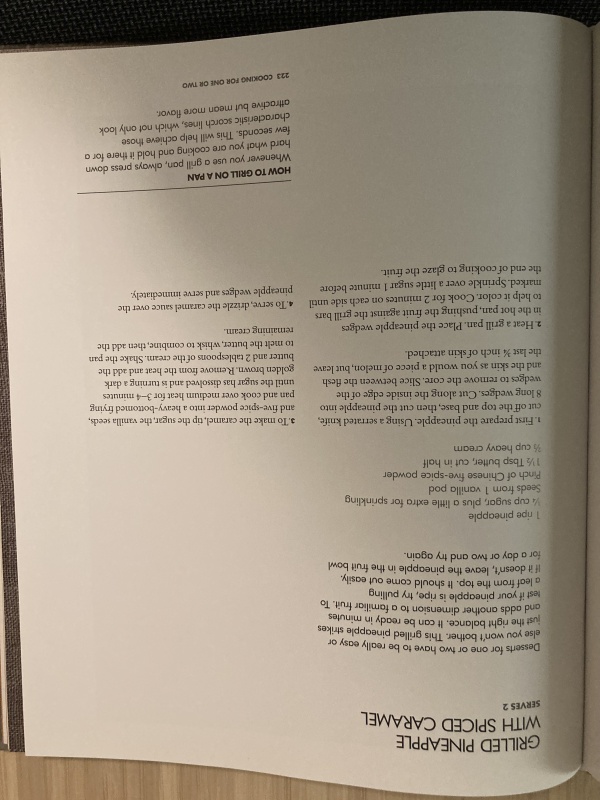 GRILLED PINEAPPLE
WITH SPICED CARAMEL
SERVES 2
Desserts for one or two have to be really easy or
else you won't bother. This grilled pineapple strikes
just the right balance. It can be ready in minutes
and adds another dimension to a familiar fruit. To
test if your pineapple is ripe, try pulling
a leaf from the top. It should come out easily.
If it doesn't, leave the pineapple in the fruit bowl
for a day or two and try again.
1 ripe pineapple
cup sugar, plus a little extra for sprinkling
Seeds from 1 vanilla pod
Pinch of Chinese five-spice powder
1½ Tbsp butter, cut in half
cup heavy cream
1. First prepare the pineapple. Using a serrated knife,
cut off the top and base, then cut the pineapple into
8 long wedges. Cut along the inside edge of the
wedges to remove the core. Slice between the flesh
and the skin as you would a piece of melon, but leave
the last ¾ inch of skin attached.
2. Heat a grill pan. Place the pineapple wedges
in the hot pan, pushing the fruit against the grill bars
to help it color. Cook for 2 minutes on each side until
marked. Sprinkle over a little sugar 1 minute before
the end of cooking to glaze the fruit.
3. To make the caramel, tip the sugar, the vanilla seeds,
and five-spice powder into a heavy-bottomed frying
pan and cook over medium heat for 3–4 minutes
until the sugar has dissolved and is turning a dark
golden brown. Remove from the heat and add the
butter and 2 tablespoons of the cream. Shake the pan
to melt the butter, whisk to combine, then add the
remaining cream.
4. To serve, drizzle the caramel sauce over the
pineapple wedges and serve immediately.
HOW TO GRILL ON A PAN
Whenever you use a grill pan, always press down
hard what you are cooking and hold it there for a
few seconds. This will help achieve those
characteristic scorch lines, which not only look
attractive but mean more flavor.
223 COOKING FOR ONE OR TWO